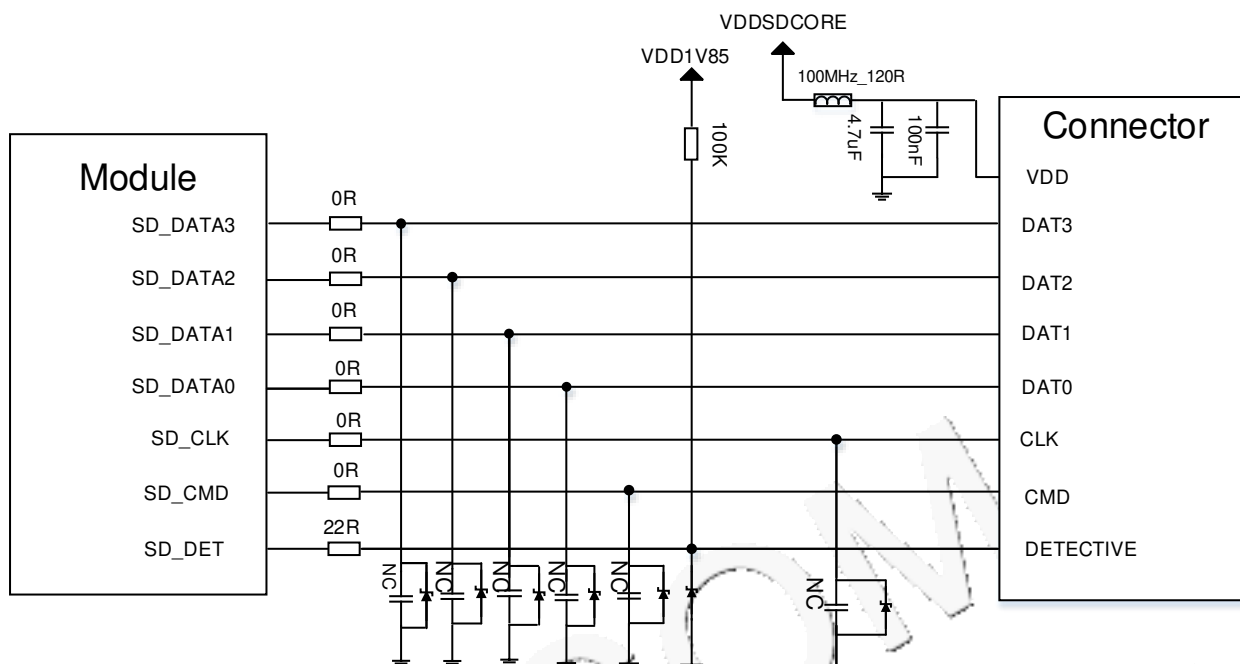 VDDSDCORE
VDD1V85
100MHz_120R
100K
4.7uF
100nF
Connector
Module
VDD
0R
SD_DATA3
DAT3
0R
SD_DATA2
DAT2
0R
SD_DATA1
DAT1
0R
SD_DATA0
DAT0
0R
SD_CLK
CLK
0R
SD_CMD
CMD
22R
SD_DET
DETECTIVE
NC
NC
NC
NC
NC
NC
COM